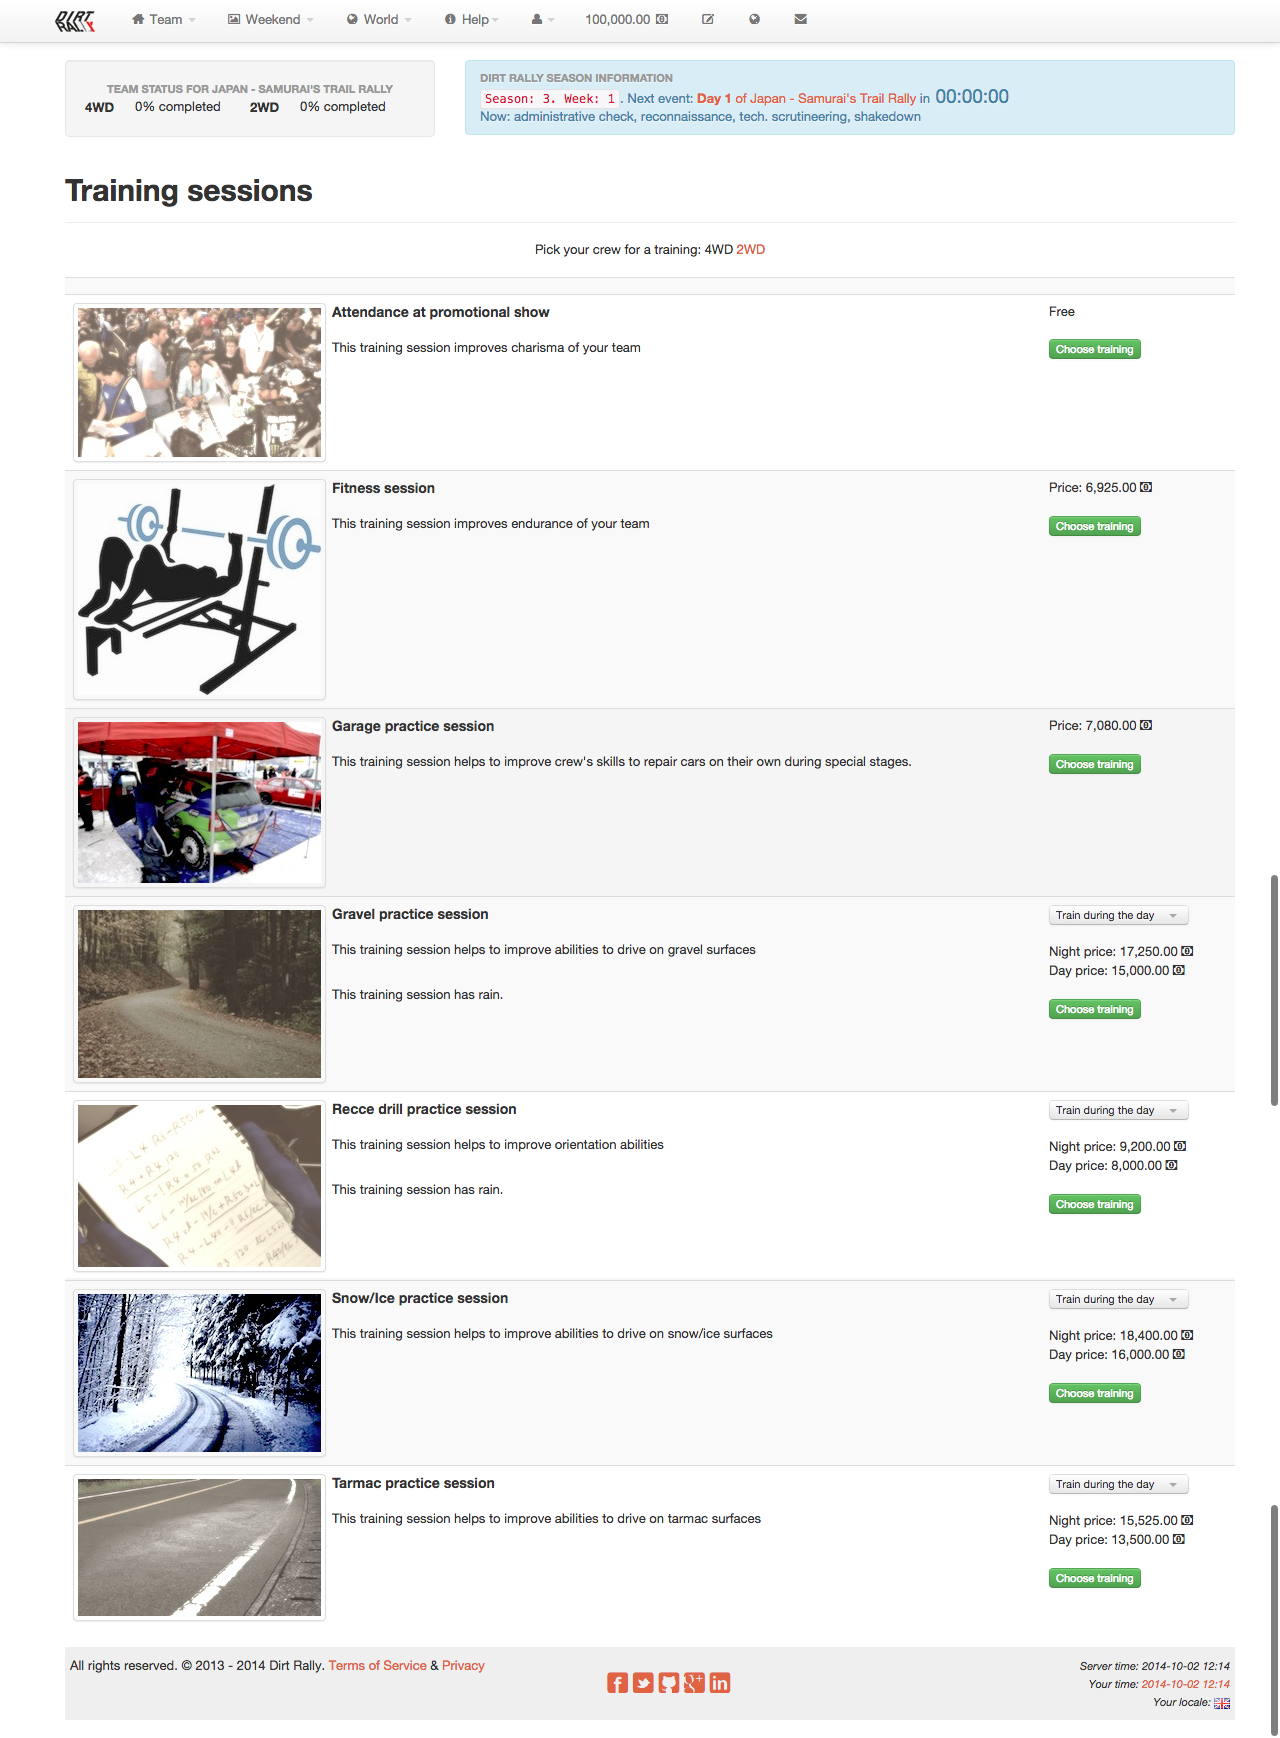 DIRT RALLY
Team
Weekend
World
Help
100,000.00
TEAM STATUS FOR JAPAN - SAMURAI'S TRAIL RALLY
4WD 0% completed 2WD 0% completed
DIRT RALLY SEASON INFORMATION
Season: 3. Week: 1. Next event: Day 1 of Japan - Samurai's Trail Rally in 00:00:00
Now: administrative check, reconnaissance, tech. scrutineering, shakedown
Training sessions
Pick your crew for a training: 4WD 2WD
Attendance at promotional show
This training session improves charisma of your team
Free
Choose training
Fitness session
This training session improves endurance of your team
Price: 6,925.00
Choose training
Garage practice session
This training session helps to improve crew's skills to repair cars on their own during special stages.
Price: 7,080.00
Choose training
Gravel practice session
This training session helps to improve abilities to drive on gravel surfaces
This training session has rain.
Train during the day
Night price: 17,250.00
Day price: 15,000.00
Choose training
Recce drill practice session
This training session helps to improve orientation abilities
This training session has rain.
Train during the day
Night price: 9,200.00
Day price: 8,000.00
Choose training
Snow/Ice practice session
This training session helps to improve abilities to drive on snow/ice surfaces
Train during the day
Night price: 18,400.00
Day price: 16,000.00
Choose training
Tarmac practice session
This training session helps to improve abilities to drive on tarmac surfaces
Train during the day
Night price: 15,525.00
Day price: 13,500.00
Choose training
All rights reserved. © 2013 - 2014 Dirt Rally. Terms of Service & Privacy
Server time: 2014-10-02 12:14
Your time: 2014-10-02 12:14
Your locale: